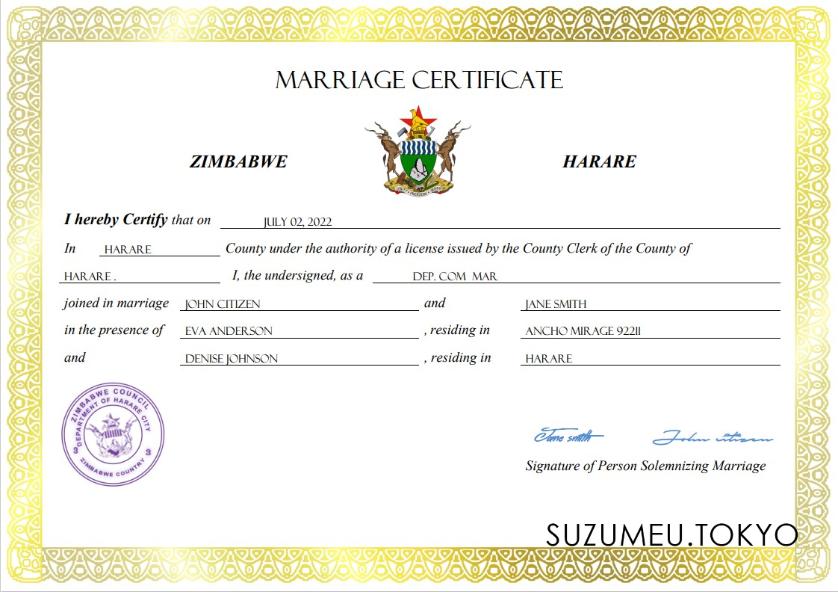 MARRIAGE CERTIFICATE
ZIMBABWE HARARE
I hereby Certify that on JULY 02, 2022
In HARARE County under the authority of a license issued by the County Clerk of the County of
HARARE . I, the undersigned, as a DEP. COM MAR
joined in marriage JOHN CITIZEN and JANE SMITH
in the presence of EVA ANDERSON , residing in ANCHO MIRAGE 92211
and DENISE JOHNSON , residing in HARARE
ZIMBABWE COUNCIL
DEPARTMENT OF HARARE CITY
ZIMBABWE COUNTRY
Jane smith John citizen
Signature of Person Solemnizing Marriage
SUZUMEU.TOKYO